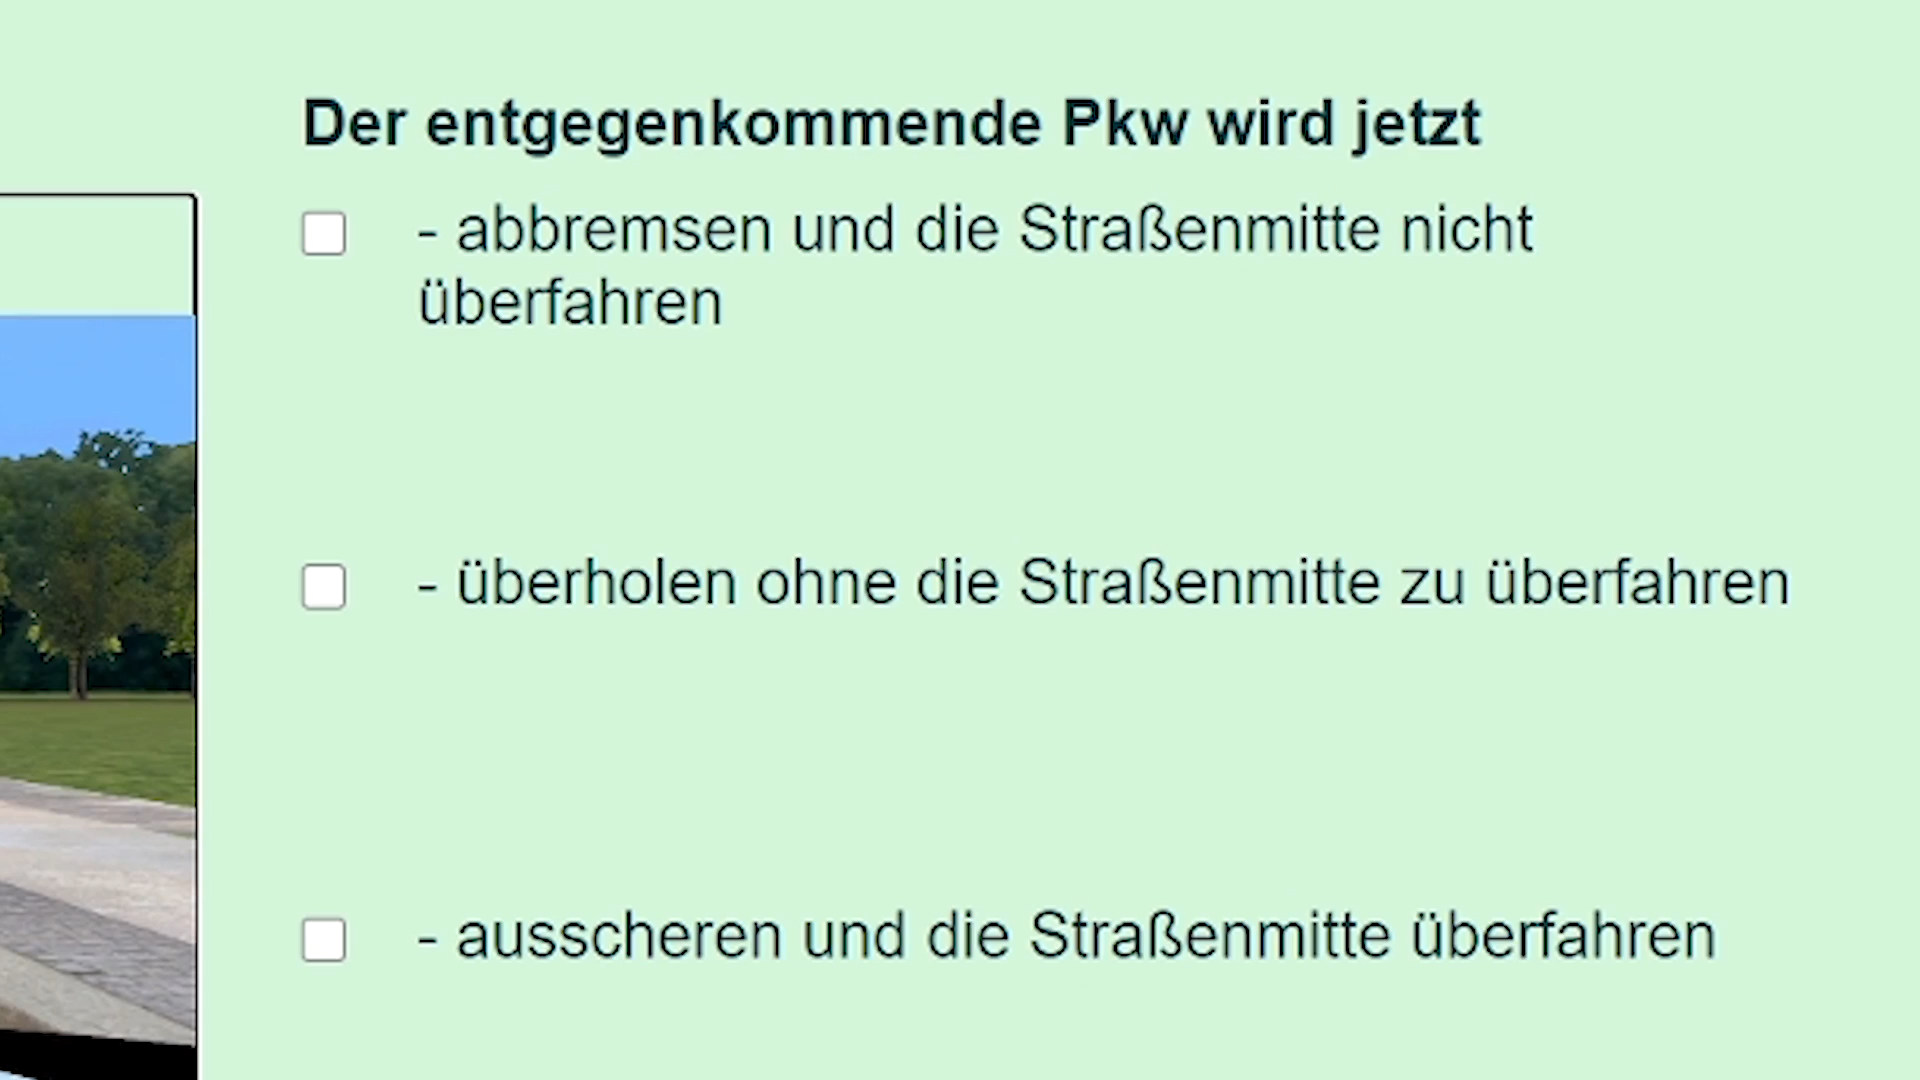 Der entgegenkommende Pkw wird jetzt
- abbremsen und die Straßenmitte nicht
überfahren
- überholen ohne die Straßenmitte zu überfahren
- ausscheren und die Straßenmitte überfahren